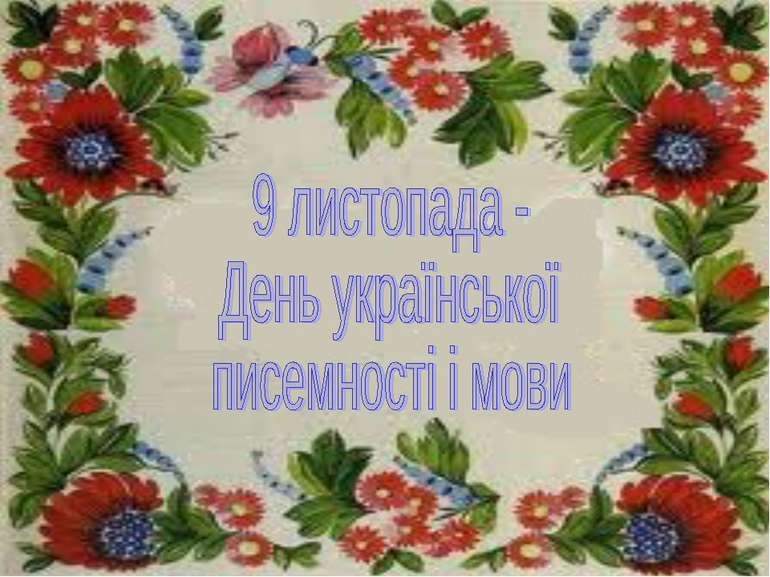 9 листопада -
День української
писемності і мови